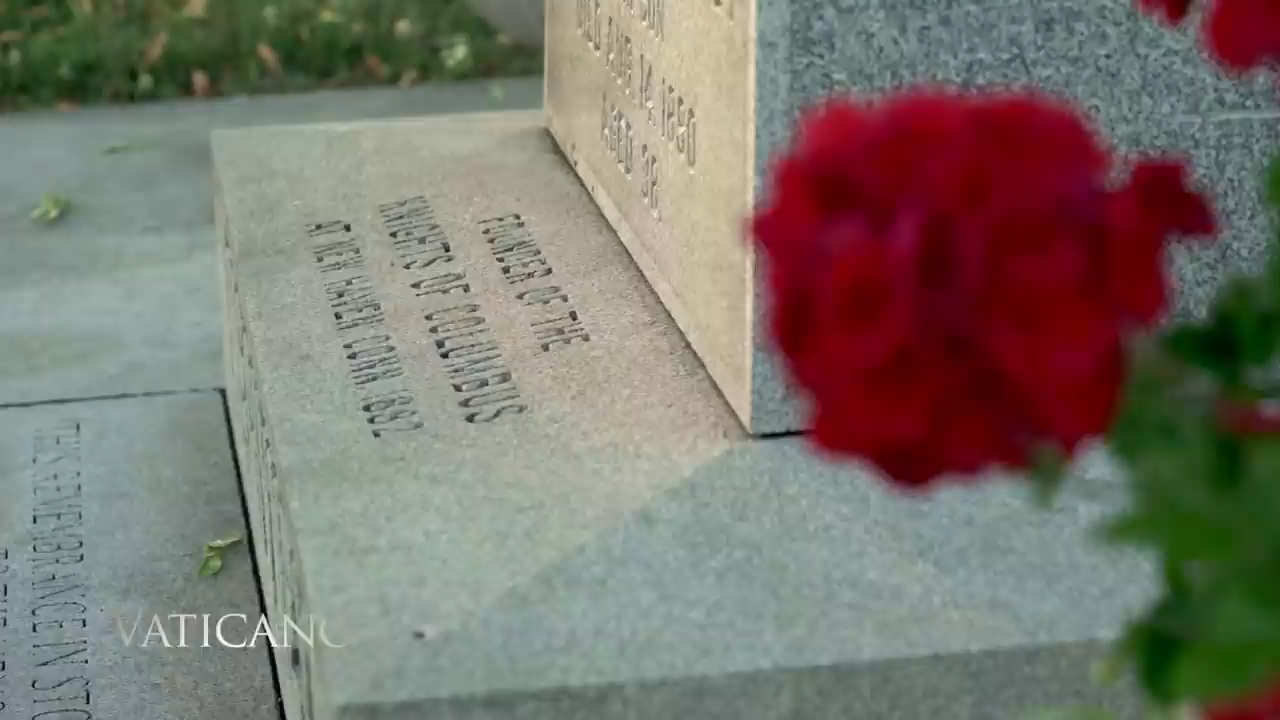 DIED AUG 14, 1890
AGED 38
FOUNDER OF THE
KNIGHTS OF COLUMBUS
AT NEW HAVEN CONN 1882
THIS REMEMBRANCE IN STO
VATICANO